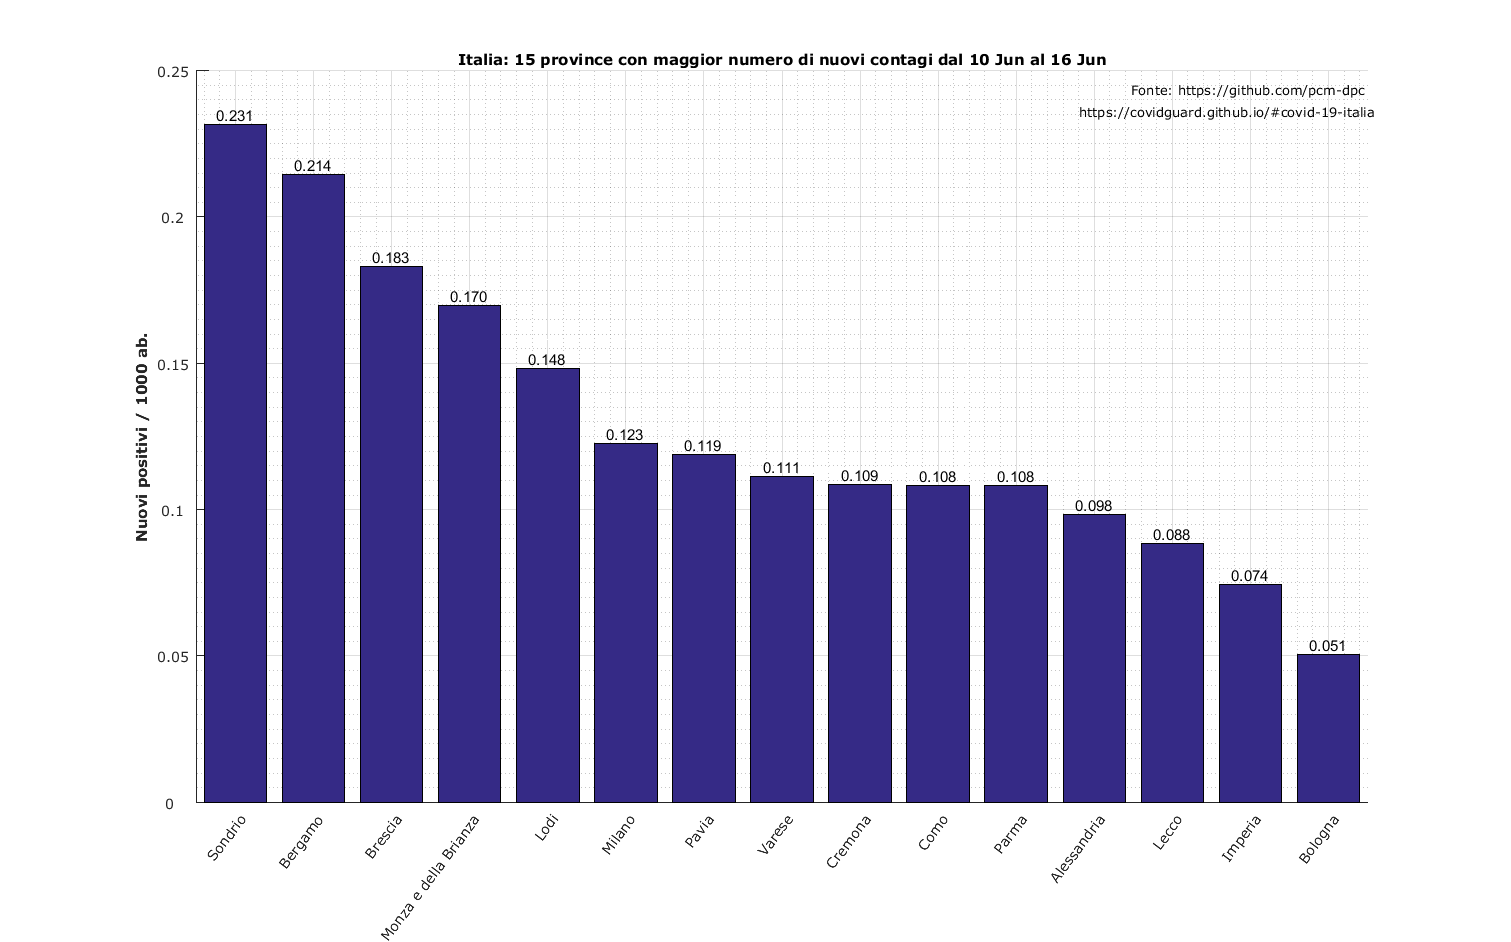 Italia: 15 province con maggior numero di nuovi contagi dal 10 Jun al 16 Jun
Fonte: https://github.com/pcm-dpc
https://covidguard.github.io/#covid-19-italia
Nuovi positivi / 1000 ab.
0.25
0.2
0.15
0.1
0.05
0
0.231
0.214
0.183
0.170
0.148
0.123
0.119
0.111
0.109
0.108
0.108
0.098
0.088
0.074
0.051
Sondrio
Bergamo
Brescia
Monza e della Brianza
Lodi
Milano
Pavia
Varese
Cremona
Como
Parma
Alessandria
Lecco
Imperia
Bologna